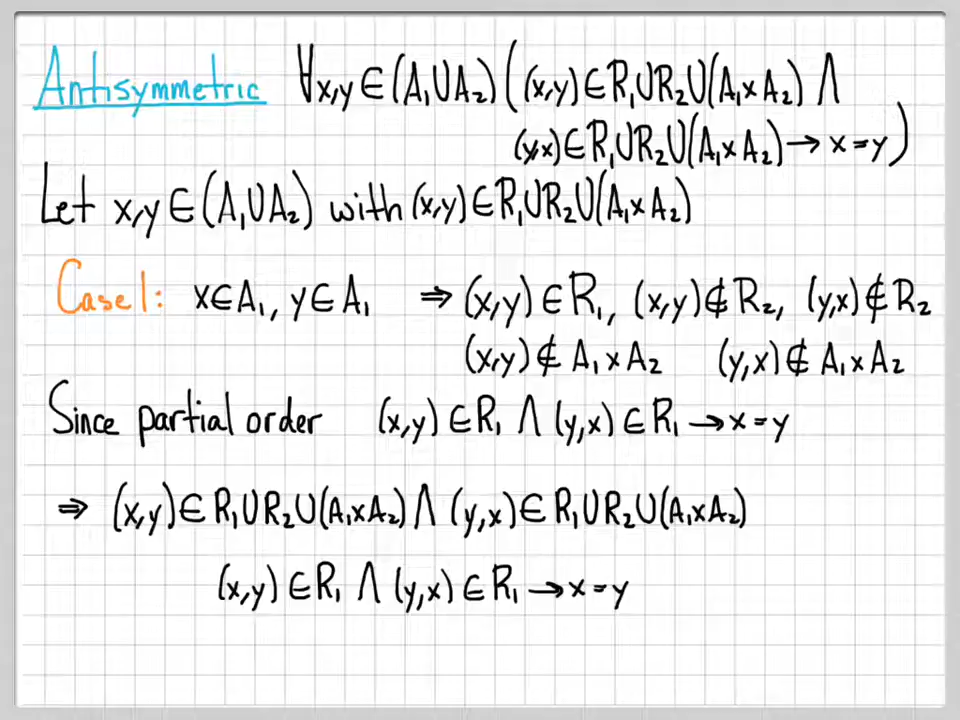 Antisymmetric ∀x,y∈(A₁∪A₂)((x,y)∈R₁∪R₂∪(A₁×A₂) ∧
(y,x)∈R₁∪R₂∪(A₁×A₂)→x=y)
Let x,y∈(A₁∪A₂) with (x,y)∈R₁∪R₂∪(A₁×A₂)
Case 1: x∈A₁, y∈A₁ ⇒ (x,y)∈R₁, (x,y)∉R₂, (y,x)∉R₂
(x,y)∉A₁×A₂ (y,x)∉A₁×A₂
Since partial order (x,y)∈R₁ ∧ (y,x)∈R₁→x=y
⇒ (x,y)∈R₁∪R₂∪(A₁×A₂) ∧ (y,x)∈R₁∪R₂∪(A₁×A₂)
(x,y)∈R₁ ∧ (y,x)∈R₁→x=y